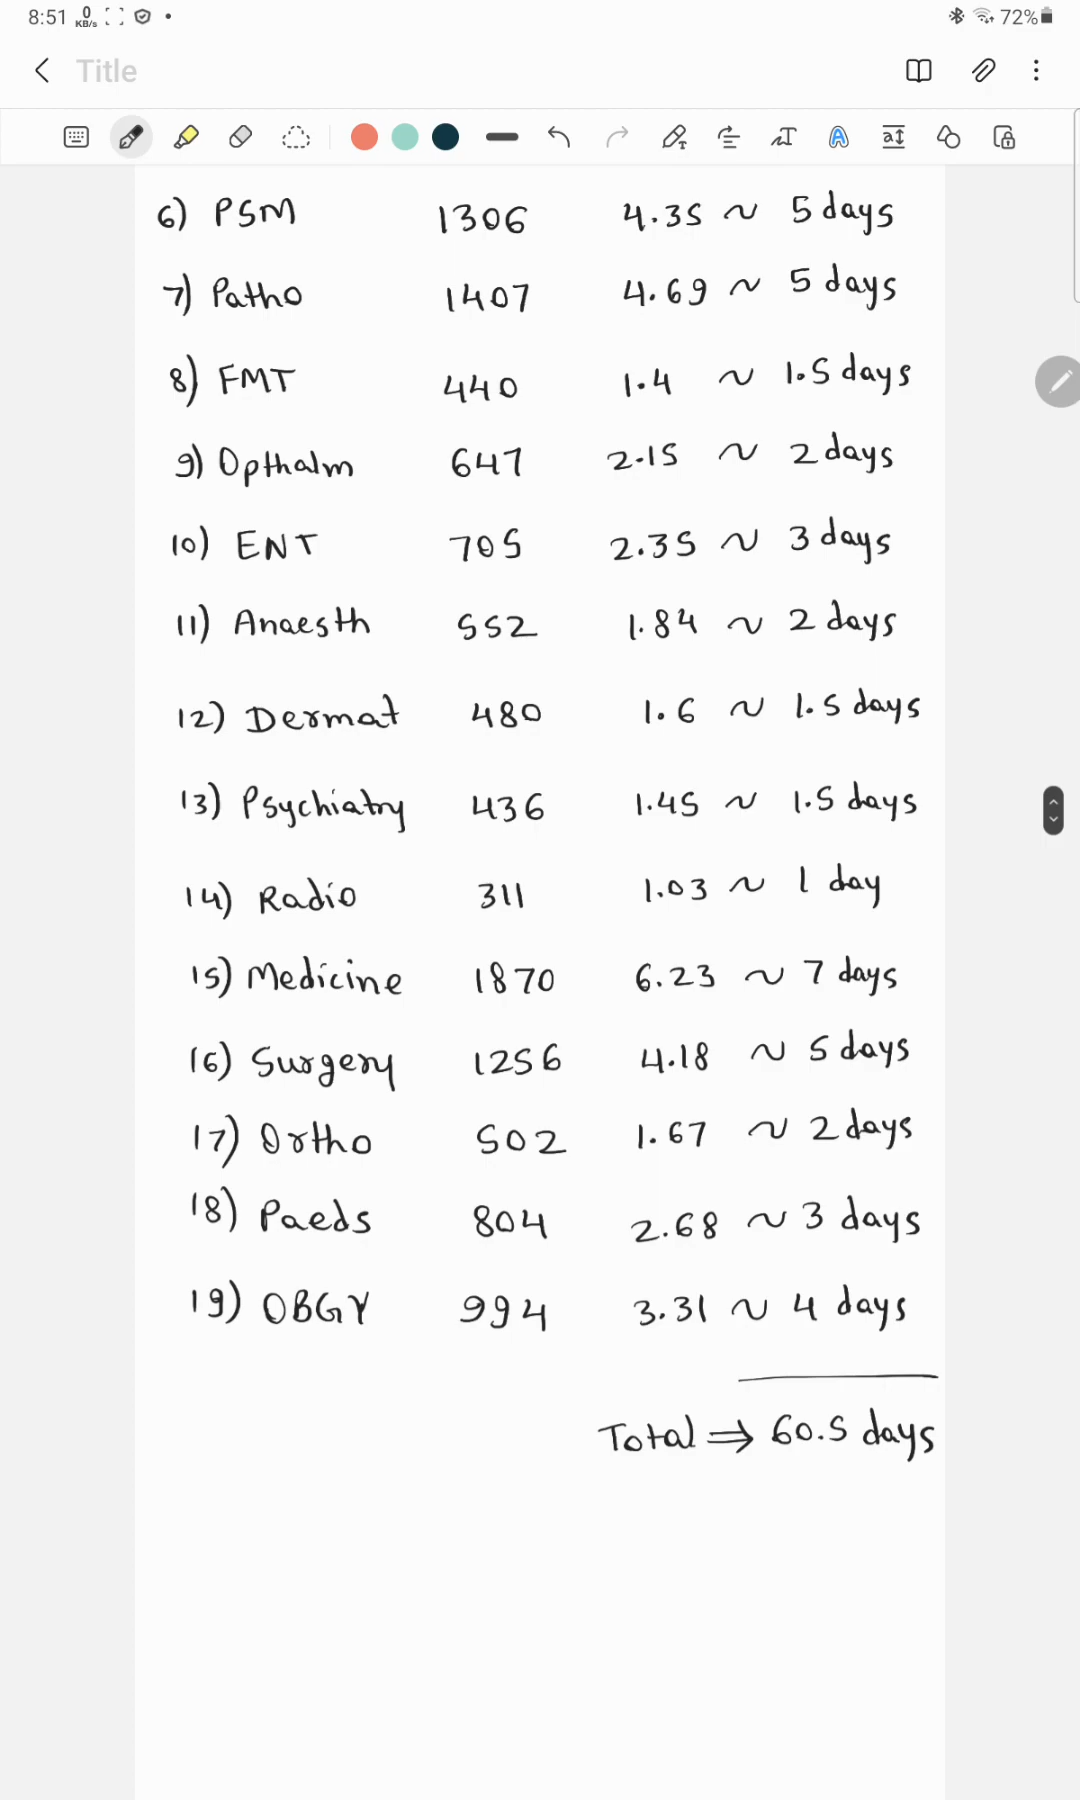 8:51 0 KB/s 72%
Title
6) PSM 1306 4.35 ~ 5 days
7) Patho 1407 4.69 ~ 5 days
8) FMT 440 1.4 ~ 1.5 days
9) Opthalm 647 2.15 ~ 2 days
10) ENT 705 2.35 ~ 3 days
11) Anaesth 552 1.84 ~ 2 days
12) Dermat 480 1.6 ~ 1.5 days
13) Psychiatry 436 1.45 ~ 1.5 days
14) Radio 311 1.03 ~ 1 day
15) Medicine 1870 6.23 ~ 7 days
16) Surgery 1256 4.18 ~ 5 days
17) Ortho 502 1.67 ~ 2 days
18) Paeds 804 2.68 ~ 3 days
19) OBGY 994 3.31 ~ 4 days
Total ⇒ 60.5 days